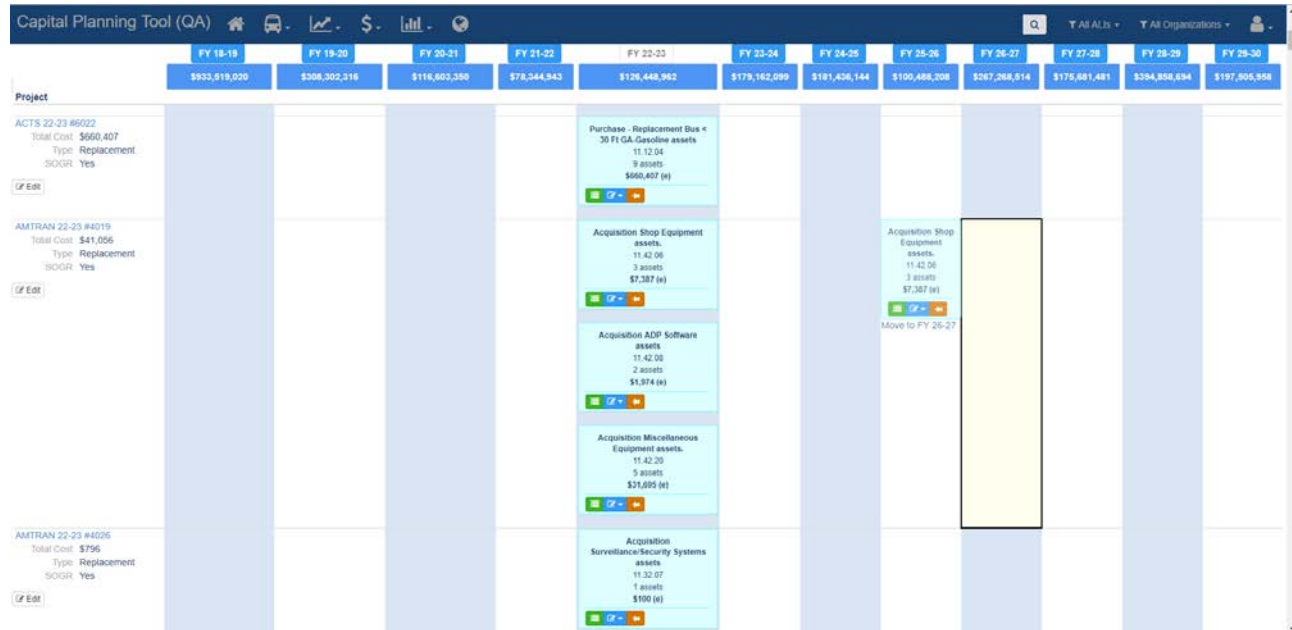 Capital Planning Tool (QA)
All ALIs
All Organizations
FY 18-19 FY 19-20 FY 20-21 FY 21-22 FY 22-23 FY 23-24 FY 24-25 FY 25-26 FY 26-27 FY 27-28 FY 28-29 FY 29-30
$933,519,020 $308,302,316 $116,603,350 $78,344,943 $126,448,962 $179,162,099 $181,436,144 $100,488,208 $267,268,514 $175,681,481 $394,858,694 $197,505,958
Project
ACTS 22-23 #6022
Total Cost $660,407
Type Replacement
SOGR Yes
Edit
Purchase - Replacement Bus <
30 Ft GA-Gasoline assets
11.12.04
9 assets
$660,407 (e)
AMTRAN 22-23 #4019
Total Cost $41,056
Type Replacement
SOGR Yes
Edit
Acquisition Shop Equipment
assets.
11.42.06
3 assets
$7,387 (e)
Acquisition ADP Software
assets
11.42.08
2 assets
$1,974 (e)
Acquisition Miscellaneous
Equipment assets.
11.42.20
5 assets
$31,695 (e)
Acquisition Shop
Equipment
assets.
11.42.06
3 assets
$7,387 (e)
Move to FY 26-27
AMTRAN 22-23 #4026
Total Cost $796
Type Replacement
SOGR Yes
Edit
Acquisition
Surveillance/Security Systems
assets
11.32.07
1 assets
$100 (e)